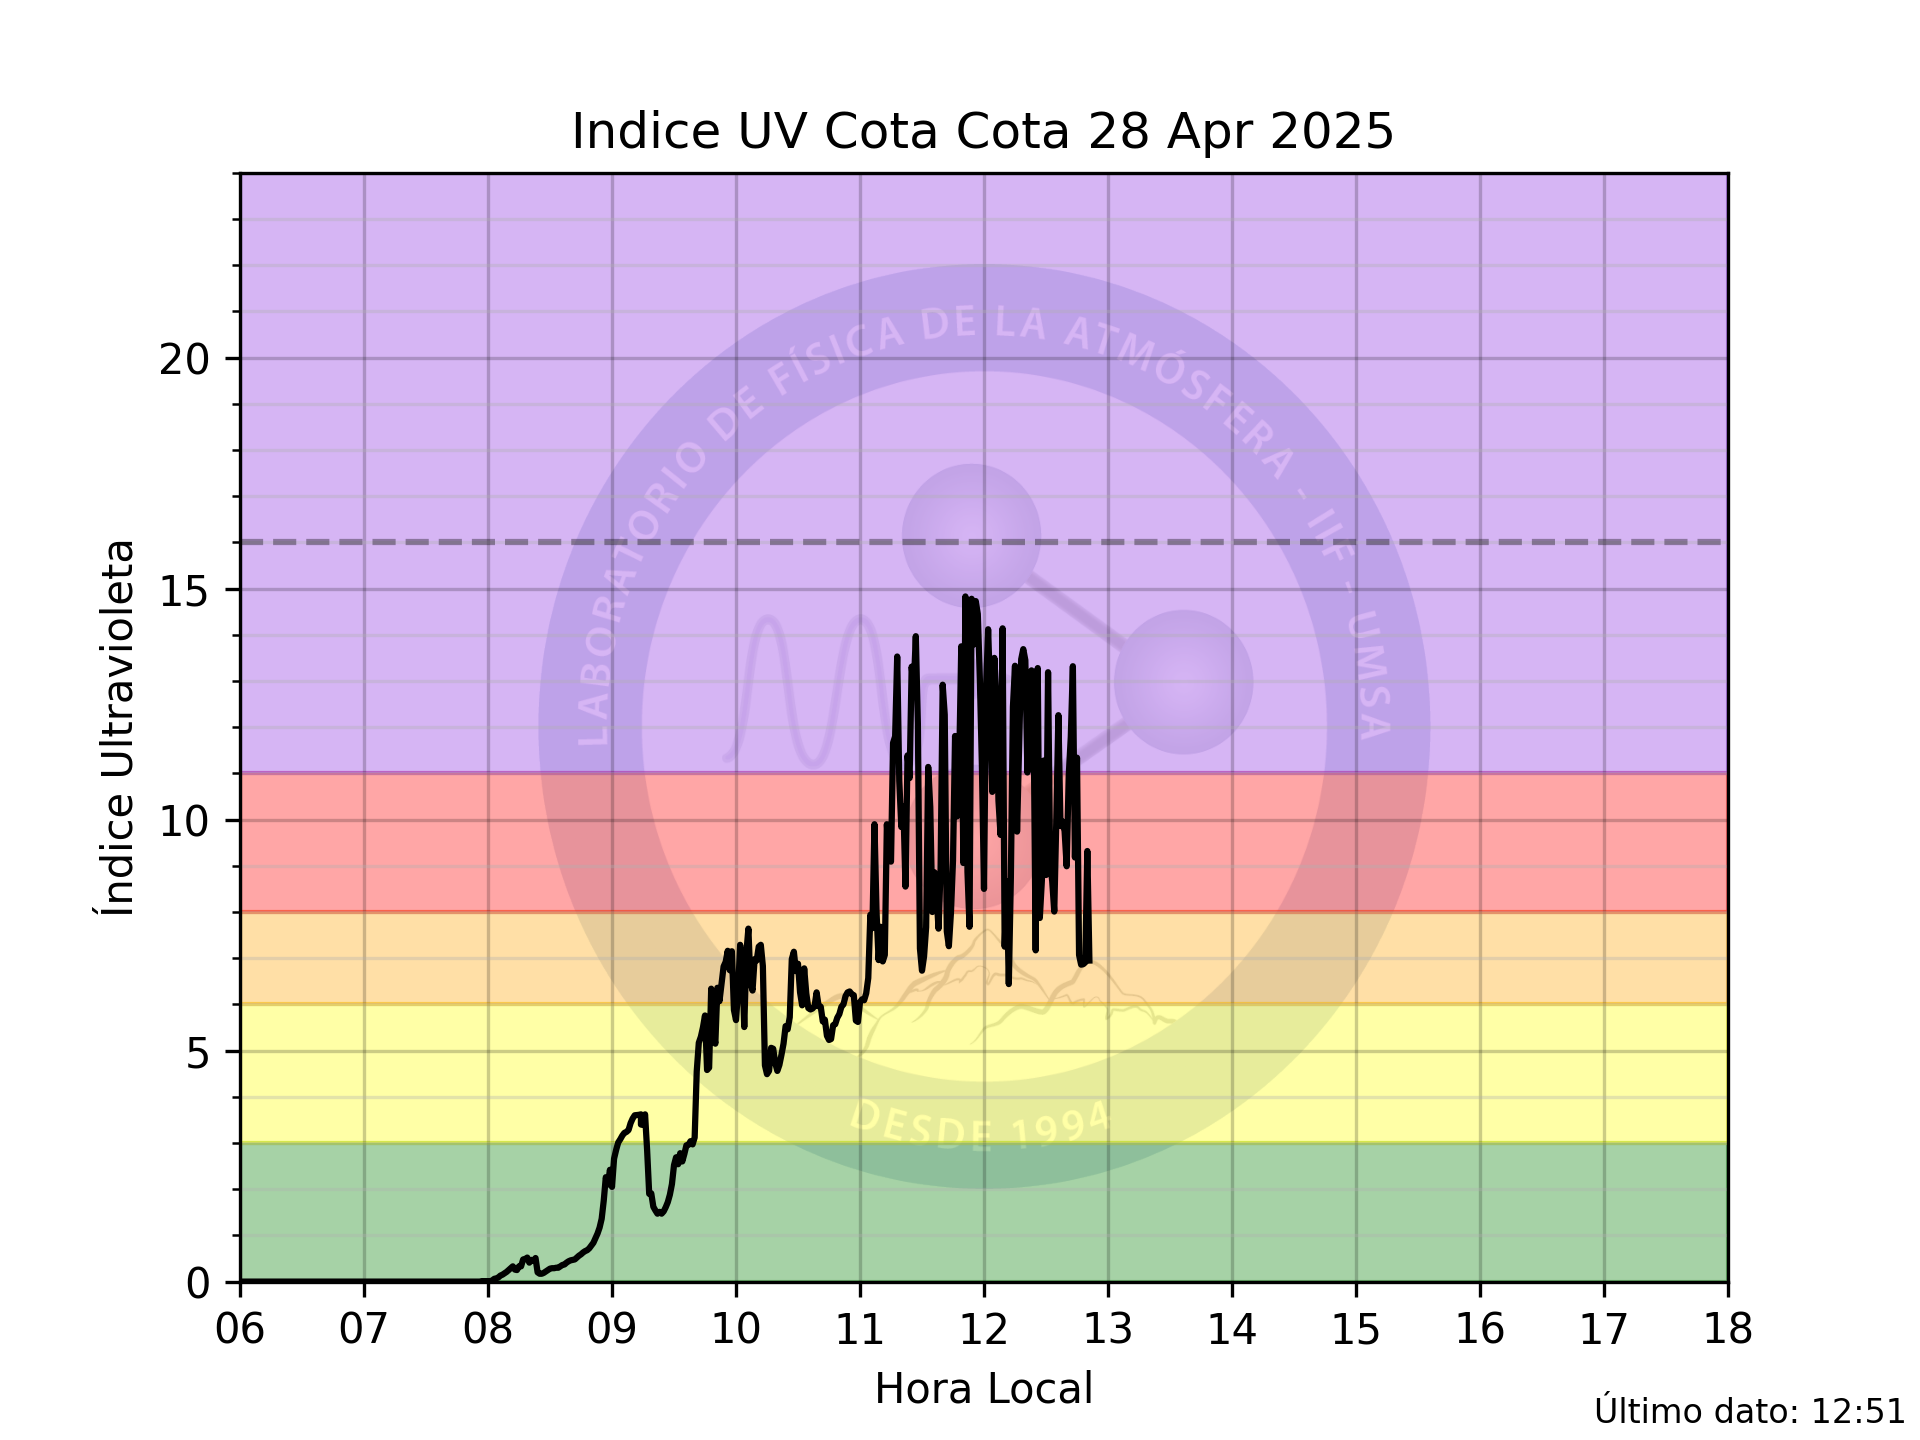 Indice UV Cota Cota 28 Apr 2025
Índice Ultravioleta
20
15
10
5
0
LABORATORIO DE FÍSICA DE LA ATMÓSFERA - IIF - UMSA
DESDE 1994
06 07 08 09 10 11 12 13 14 15 16 17 18
Hora Local
Último dato: 12:51